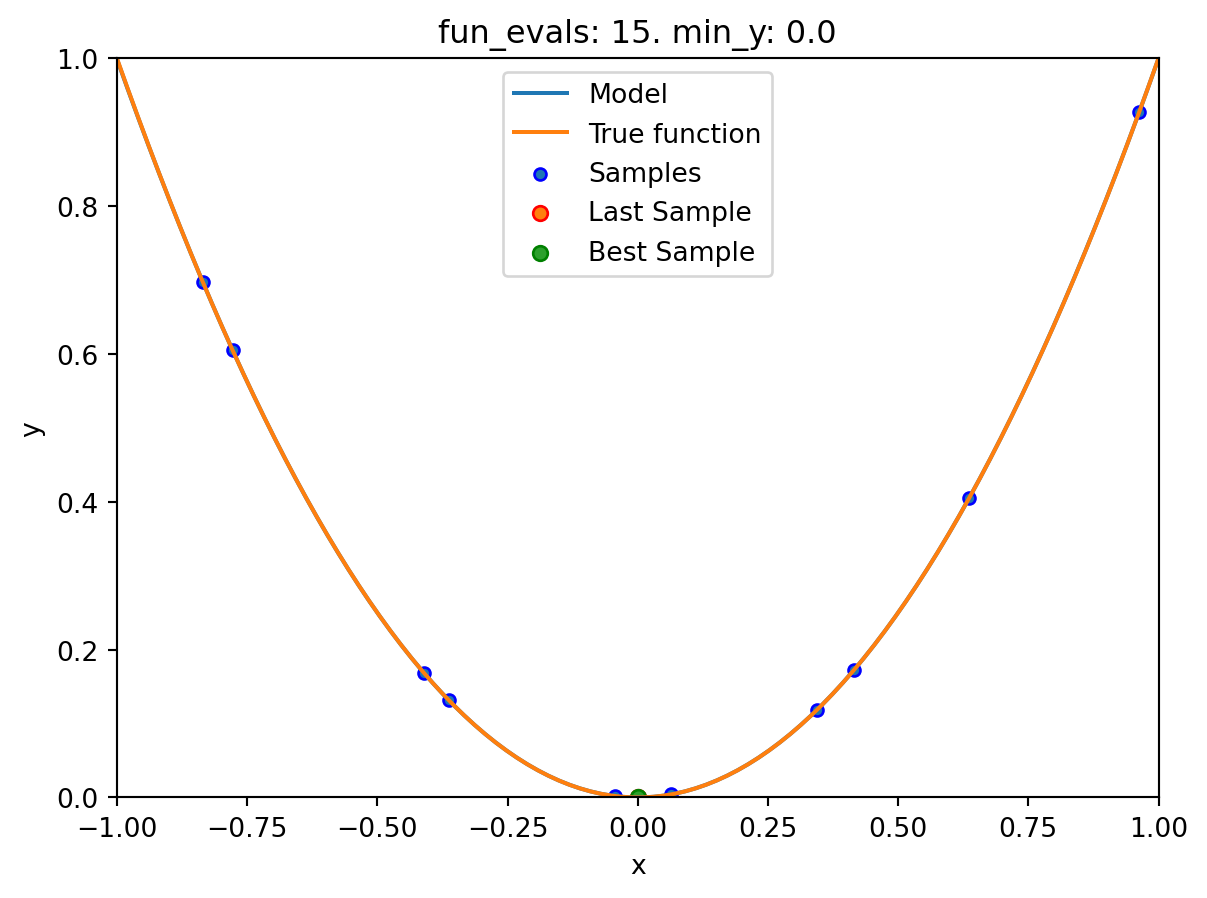 fun_evals: 15. min_y: 0.0
Model
True function
Samples
Last Sample
Best Sample
1.0
0.8
0.6
0.4
0.2
0.0
y
−1.00 −0.75 −0.50 −0.25 0.00 0.25 0.50 0.75 1.00
x